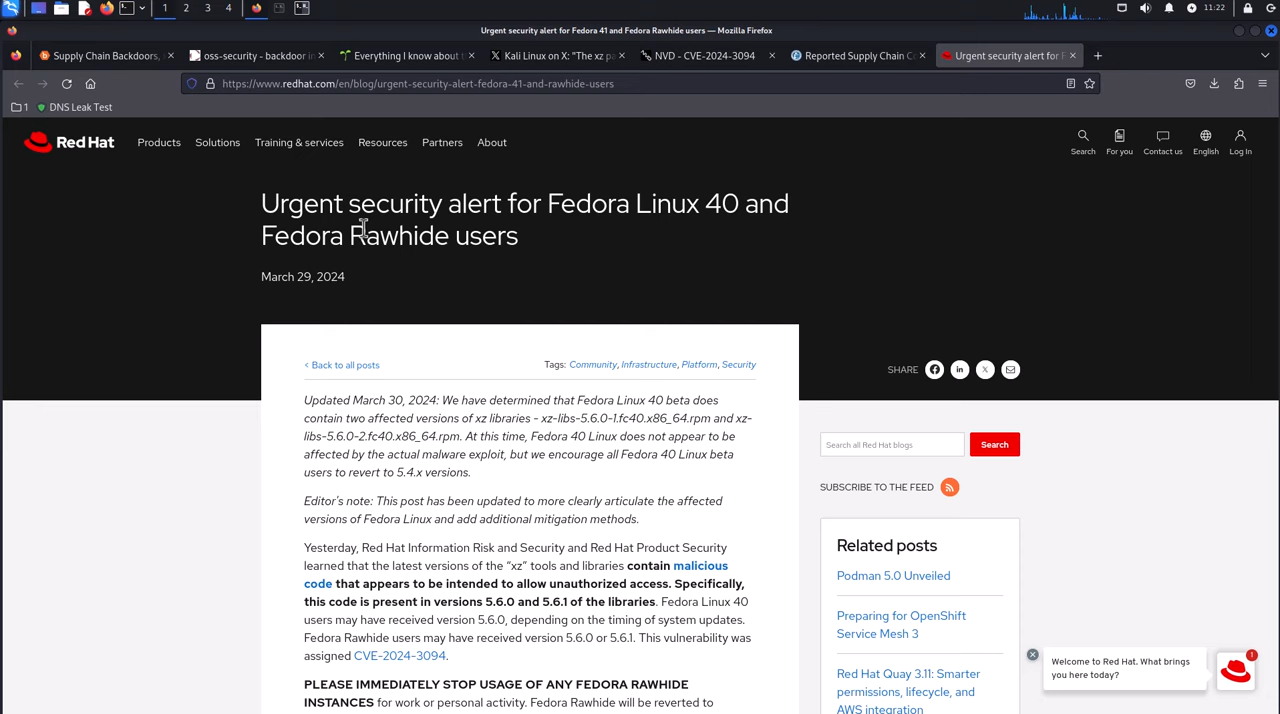 1 2 3 4
11:22
Urgent security alert for Fedora 41 and Fedora Rawhide users — Mozilla Firefox
Supply Chain Backdoors,
oss-security - backdoor in
Everything I know about t
Kali Linux on X: "The xz pa
NVD - CVE-2024-3094
Reported Supply Chain C
Urgent security alert for F
https://www.redhat.com/en/blog/urgent-security-alert-fedora-41-and-rawhide-users
1
DNS Leak Test
Red Hat
Products
Solutions
Training & services
Resources
Partners
About
Search
For you
Contact us
English
Log In
Urgent security alert for Fedora Linux 40 and
Fedora Rawhide users
March 29, 2024
< Back to all posts
Tags: Community, Infrastructure, Platform, Security
SHARE
Updated March 30, 2024: We have determined that Fedora Linux 40 beta does
contain two affected versions of xz libraries - xz-libs-5.6.0-1.fc40.x86_64.rpm and xz-
libs-5.6.0-2.fc40.x86_64.rpm. At this time, Fedora 40 Linux does not appear to be
affected by the actual malware exploit, but we encourage all Fedora 40 Linux beta
users to revert to 5.4.x versions.
Editor's note: This post has been updated to more clearly articulate the affected
versions of Fedora Linux and add additional mitigation methods.
Yesterday, Red Hat Information Risk and Security and Red Hat Product Security
learned that the latest versions of the “xz” tools and libraries contain malicious
code that appears to be intended to allow unauthorized access. Specifically,
this code is present in versions 5.6.0 and 5.6.1 of the libraries. Fedora Linux 40
users may have received version 5.6.0, depending on the timing of system updates.
Fedora Rawhide users may have received version 5.6.0 or 5.6.1. This vulnerability was
assigned CVE-2024-3094.
PLEASE IMMEDIATELY STOP USAGE OF ANY FEDORA RAWHIDE
INSTANCES for work or personal activity. Fedora Rawhide will be reverted to
Search all Red Hat blogs
Search
SUBSCRIBE TO THE FEED
Related posts
Podman 5.0 Unveiled
Preparing for OpenShift
Service Mesh 3
Red Hat Quay 3.11: Smarter
permissions, lifecycle, and
AWS integration
Welcome to Red Hat. What brings
you here today?
1